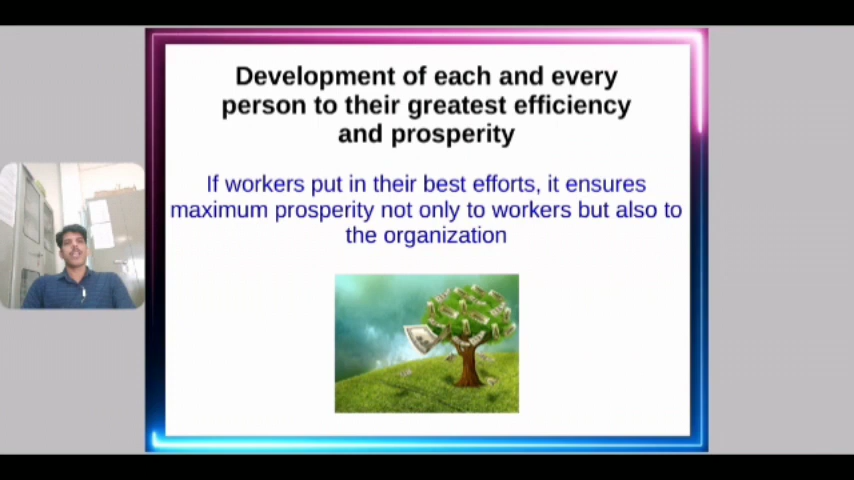 Development of each and every
person to their greatest efficiency
and prosperity
If workers put in their best efforts, it ensures
maximum prosperity not only to workers but also to
the organization